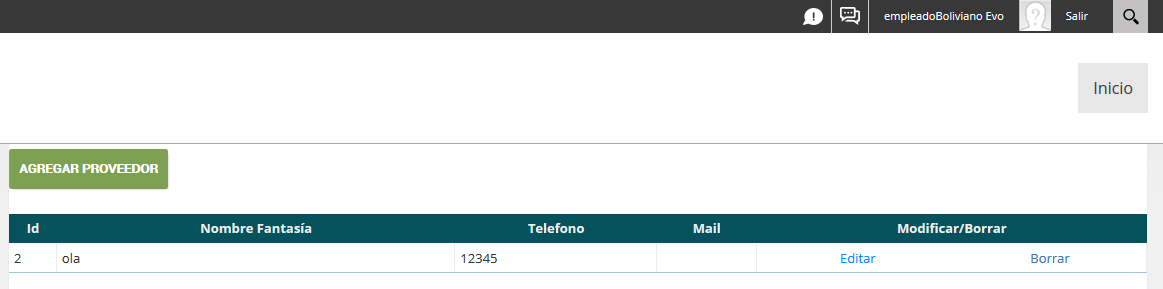 empleadoBoliviano Evo Salir
Inicio
AGREGAR PROVEEDOR
Id Nombre Fantasía Telefono Mail Modificar/Borrar
2 ola 12345 Editar Borrar